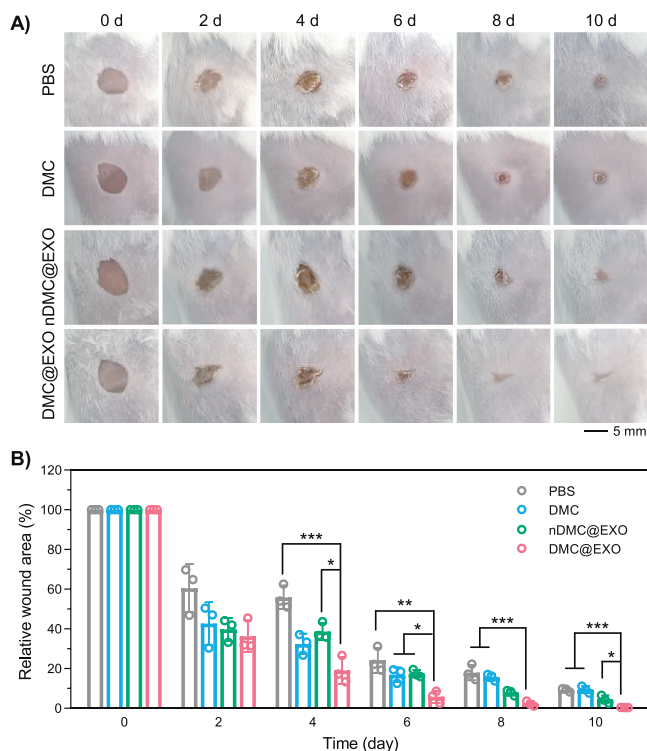 A)
0 d 2 d 4 d 6 d 8 d 10 d
PBS
DMC
nDMC@EXO
DMC@EXO
5 mm
B)
Relative wound area (%)
120
100
80
60
40
20
0
PBS
DMC
nDMC@EXO
DMC@EXO
*** * ** * *** *** *
0 2 4 6 8 10
Time (day)